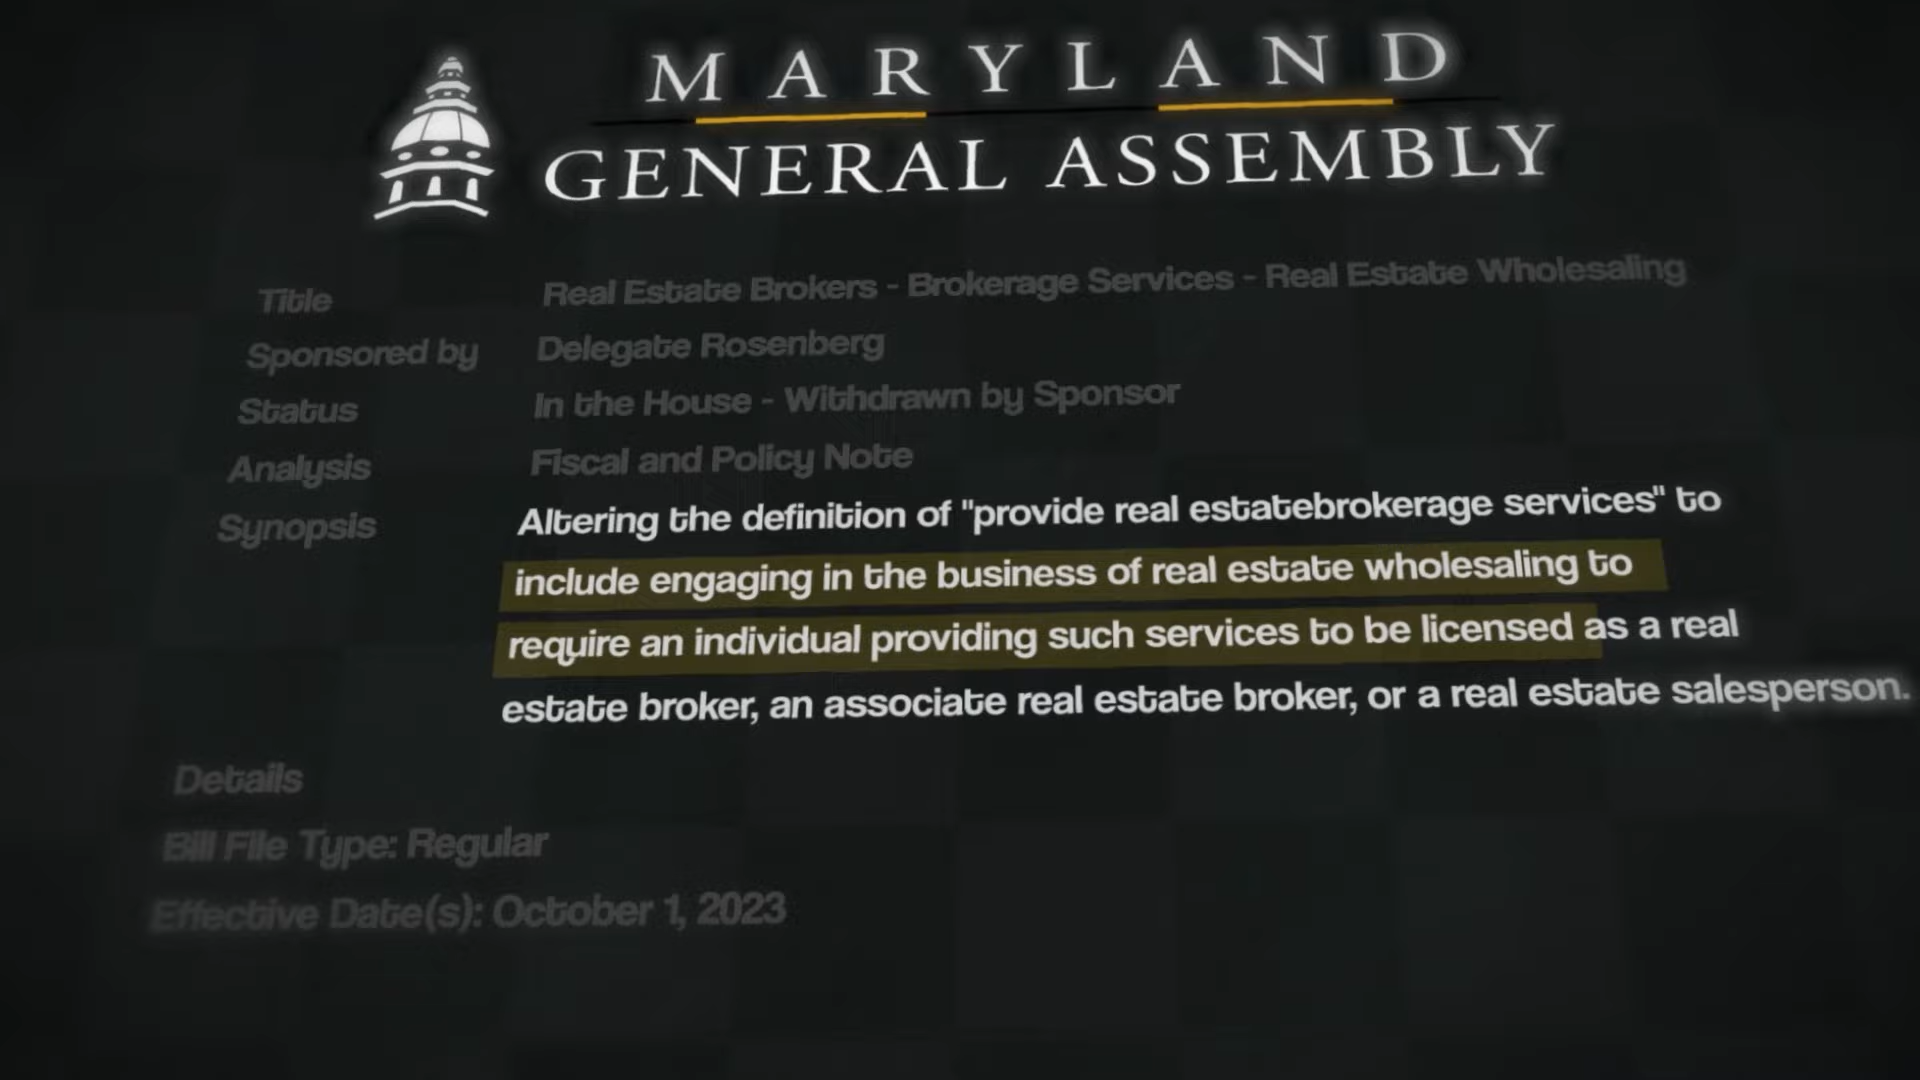 MARYLAND
GENERAL ASSEMBLY
Title Real Estate Brokers - Brokerage Services - Real Estate Wholesaling
Sponsored by Delegate Rosenberg
Status In the House - Withdrawn by Sponsor
Analysis Fiscal and Policy Note
Synopsis Altering the definition of "provide real estatebrokerage services" to
include engaging in the business of real estate wholesaling to
require an individual providing such services to be licensed as a real
estate broker, an associate real estate broker, or a real estate salesperson.
Details
Bill File Type: Regular
Effective Date(s): October 1, 2023